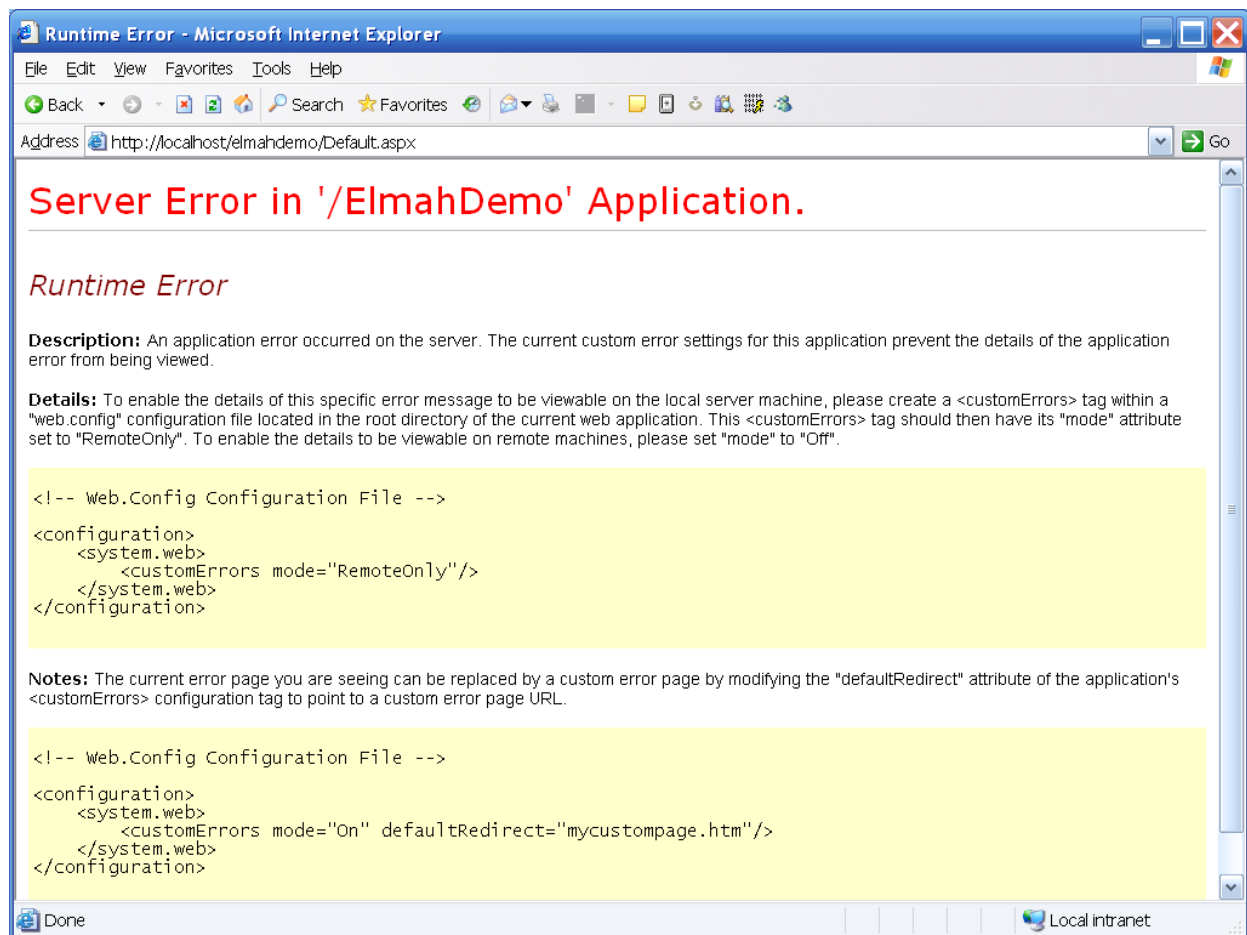 Runtime Error - Microsoft Internet Explorer
File Edit View Favorites Tools Help
Back Search Favorites
Address http://localhost/elmahdemo/Default.aspx Go
Server Error in '/ElmahDemo' Application.
Runtime Error
Description: An application error occurred on the server. The current custom error settings for this application prevent the details of the application
error from being viewed.
Details: To enable the details of this specific error message to be viewable on the local server machine, please create a <customErrors> tag within a
"web.config" configuration file located in the root directory of the current web application. This <customErrors> tag should then have its "mode" attribute
set to "RemoteOnly". To enable the details to be viewable on remote machines, please set "mode" to "Off".
<!-- Web.Config Configuration File -->
<configuration>
    <system.web>
        <customErrors mode="RemoteOnly"/>
    </system.web>
</configuration>
Notes: The current error page you are seeing can be replaced by a custom error page by modifying the "defaultRedirect" attribute of the application's
<customErrors> configuration tag to point to a custom error page URL.
<!-- Web.Config Configuration File -->
<configuration>
    <system.web>
        <customErrors mode="On" defaultRedirect="mycustompage.htm"/>
    </system.web>
</configuration>
Done Local intranet